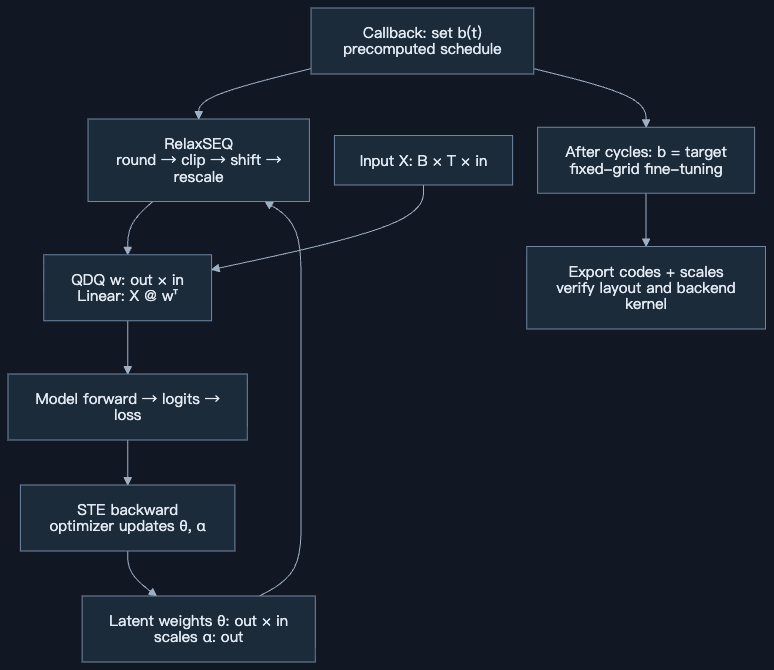 Callback: set b(t)
precomputed schedule
RelaxSEQ
round → clip → shift →
rescale
Input X: B × T × in
After cycles: b = target
fixed-grid fine-tuning
QDQ w: out × in
Linear: X @ wᵀ
Export codes + scales
verify layout and backend
kernel
Model forward → logits →
loss
STE backward
optimizer updates θ, α
Latent weights θ: out × in
scales α: out